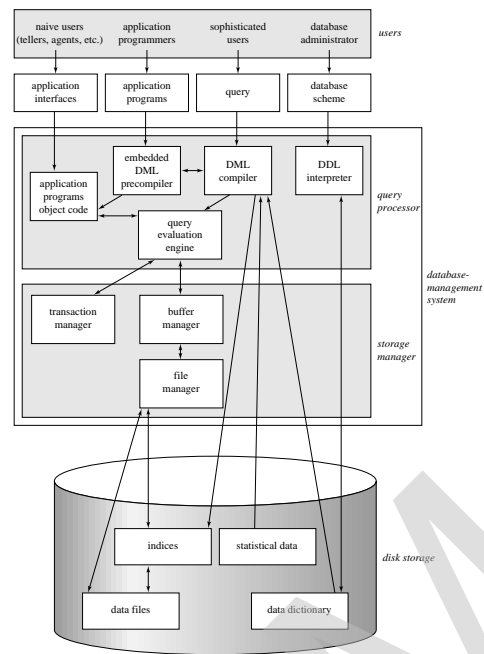 naive users
(tellers, agents, etc.)
application
programmers
sophisticated
users
database
administrator
users
application
interfaces
application
programs
query
database
scheme
embedded
DML
precompiler
DML
compiler
DDL
interpreter
application
programs
object code
query
evaluation
engine
query
processor
database-
management
system
transaction
manager
buffer
manager
storage
manager
file
manager
indices
statistical data
disk storage
data files
data dictionary